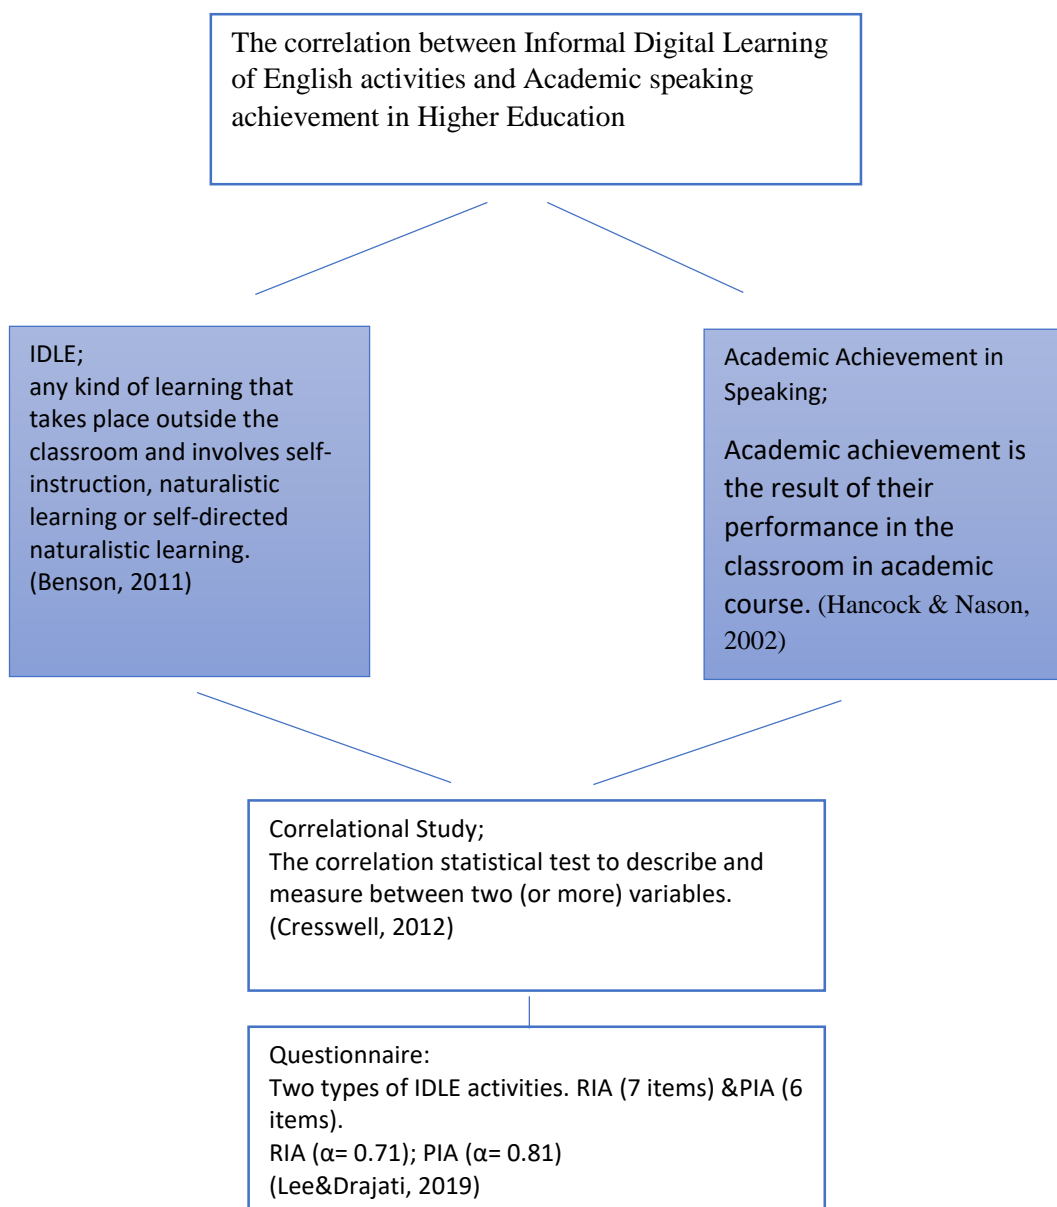 The correlation between Informal Digital Learning
of English activities and Academic speaking
achievement in Higher Education
IDLE;
any kind of learning that
takes place outside the
classroom and involves self-
instruction, naturalistic
learning or self-directed
naturalistic learning.
(Benson, 2011)
Academic Achievement in
Speaking;
Academic achievement is
the result of their
performance in the
classroom in academic
course. (Hancock & Nason,
2002)
Correlational Study;
The correlation statistical test to describe and
measure between two (or more) variables.
(Cresswell, 2012)
Questionnaire:
Two types of IDLE activities. RIA (7 items) &PIA (6
items).
RIA (α= 0.71); PIA (α= 0.81)
(Lee&Drajati, 2019)